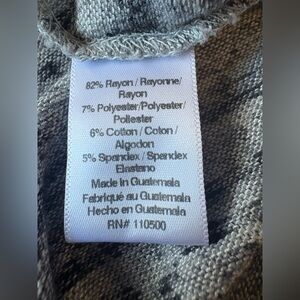 82% Rayon / Rayonne/
Rayon
7% Polyester/Polyester/
Poliester
6% Cotton / Coton /
Algodon
5% Spandex / Spandex
Elastano
Made in Guatemala
Fabriqué au Guatemala
Hecho en Guatemala
RN# 110500